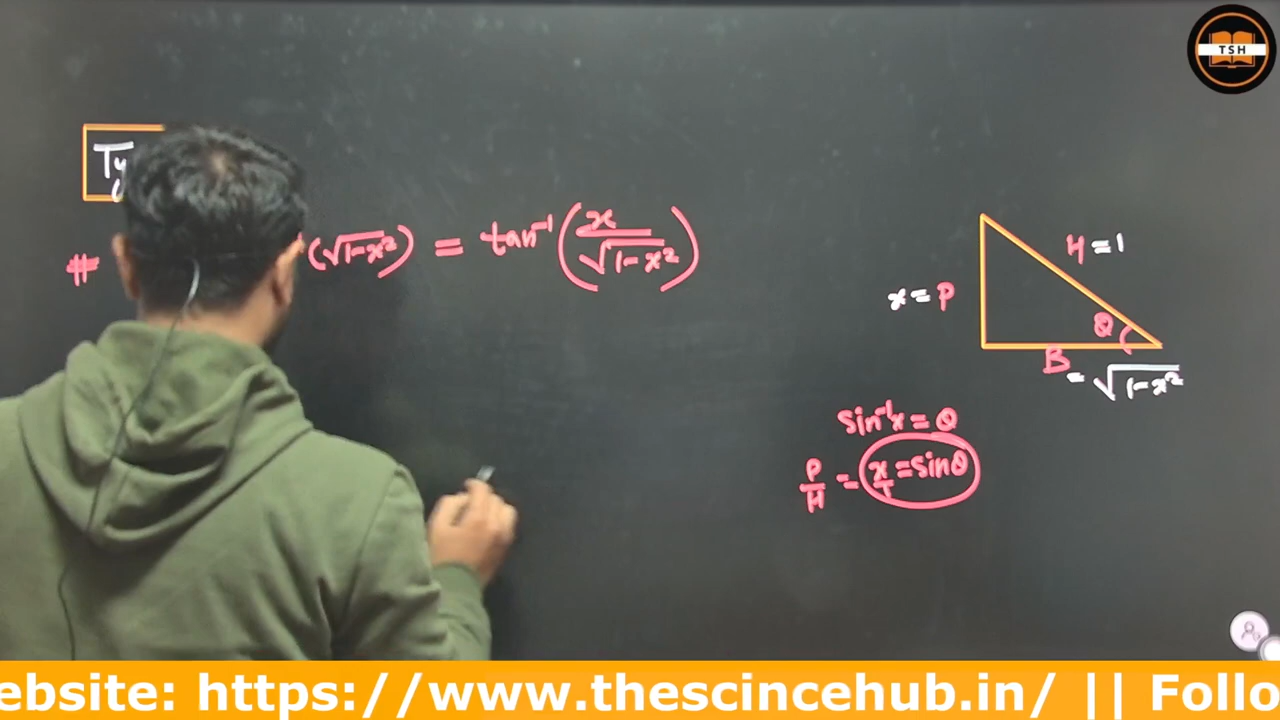 TSH
Ty
# (√1-x²) = tan⁻¹(x/√1-x²)
H = 1
x = P
θ
B = √1-x²
sin⁻¹x = θ
P/H = x/1 = sinθ
ebsite: https://www.thescincehub.in/ || Follo